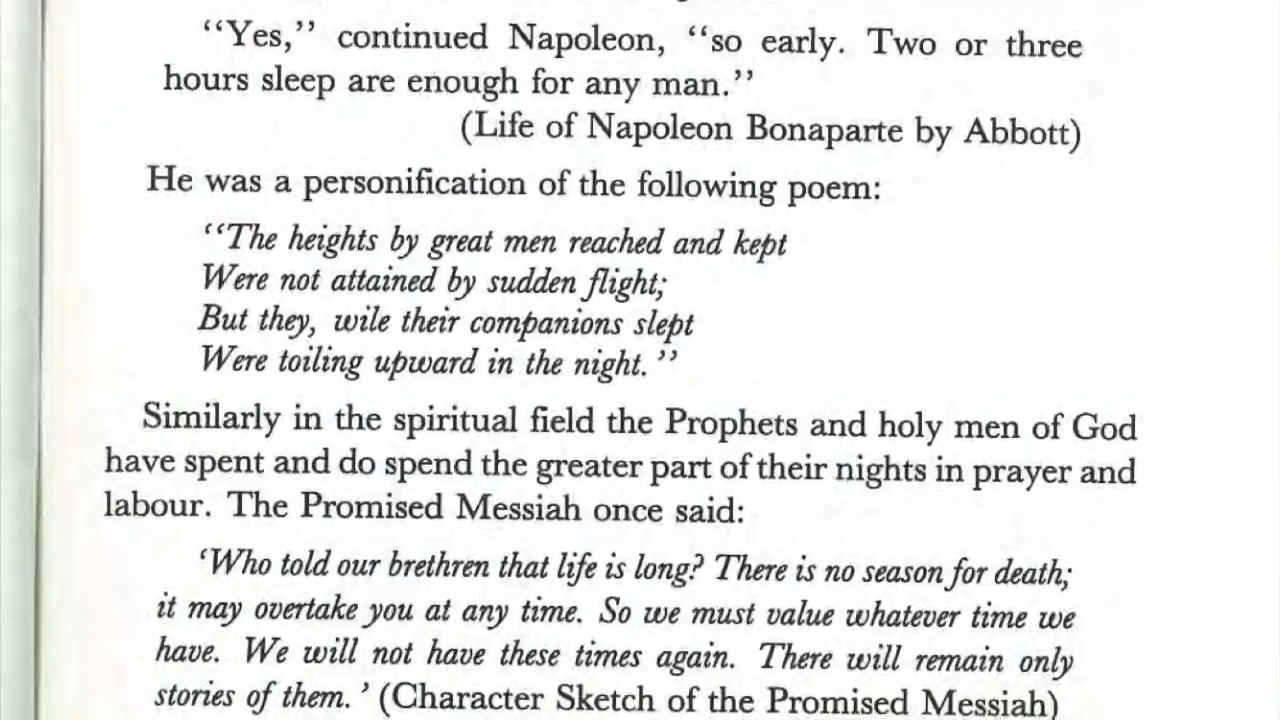 “Yes,” continued Napoleon, “so early. Two or three
hours sleep are enough for any man.”
(Life of Napoleon Bonaparte by Abbott)
He was a personification of the following poem:
“The heights by great men reached and kept
Were not attained by sudden flight;
But they, wile their companions slept
Were toiling upward in the night.”
Similarly in the spiritual field the Prophets and holy men of God
have spent and do spend the greater part of their nights in prayer and
labour. The Promised Messiah once said:
‘Who told our brethren that life is long? There is no season for death;
it may overtake you at any time. So we must value whatever time we
have. We will not have these times again. There will remain only
stories of them.’ (Character Sketch of the Promised Messiah)